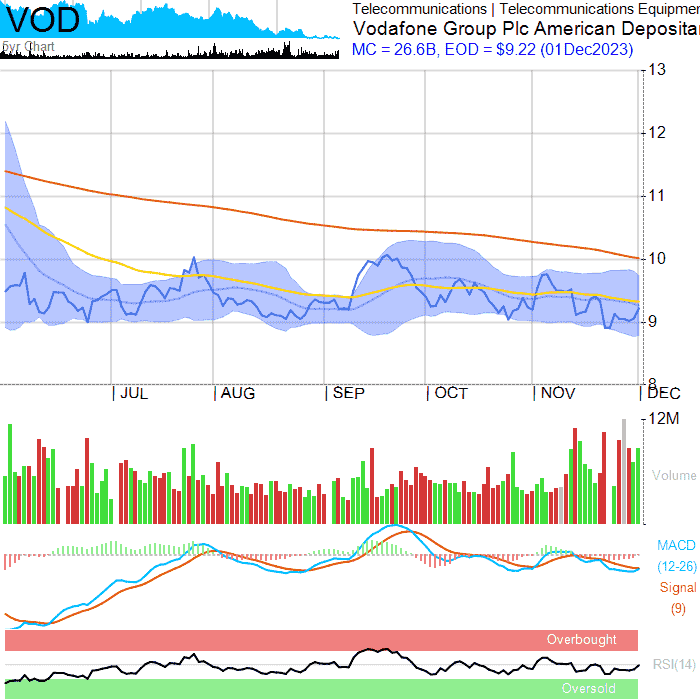 VOD
5yr Chart
Telecommunications | Telecommunications Equipmen
Vodafone Group Plc American Deposita
MC = 26.6B, EOD = $9.22 (01Dec2023)
13
12
11
10
9
8
JUL AUG SEP OCT NOV DEC
12M
Volume
MACD
(12-26)
Signal
(9)
Overbought
RSI(14)
Oversold